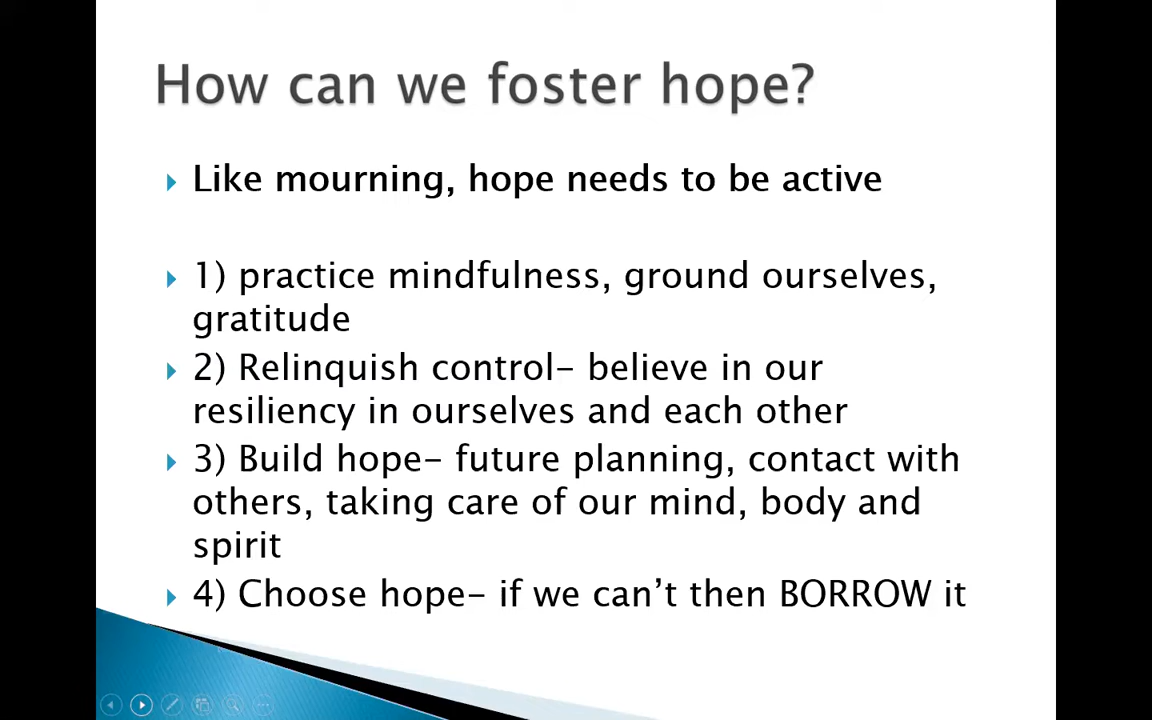 How can we foster hope?
Like mourning, hope needs to be active
1) practice mindfulness, ground ourselves,
gratitude
2) Relinquish control- believe in our
resiliency in ourselves and each other
3) Build hope- future planning, contact with
others, taking care of our mind, body and
spirit
4) Choose hope- if we can’t then BORROW it